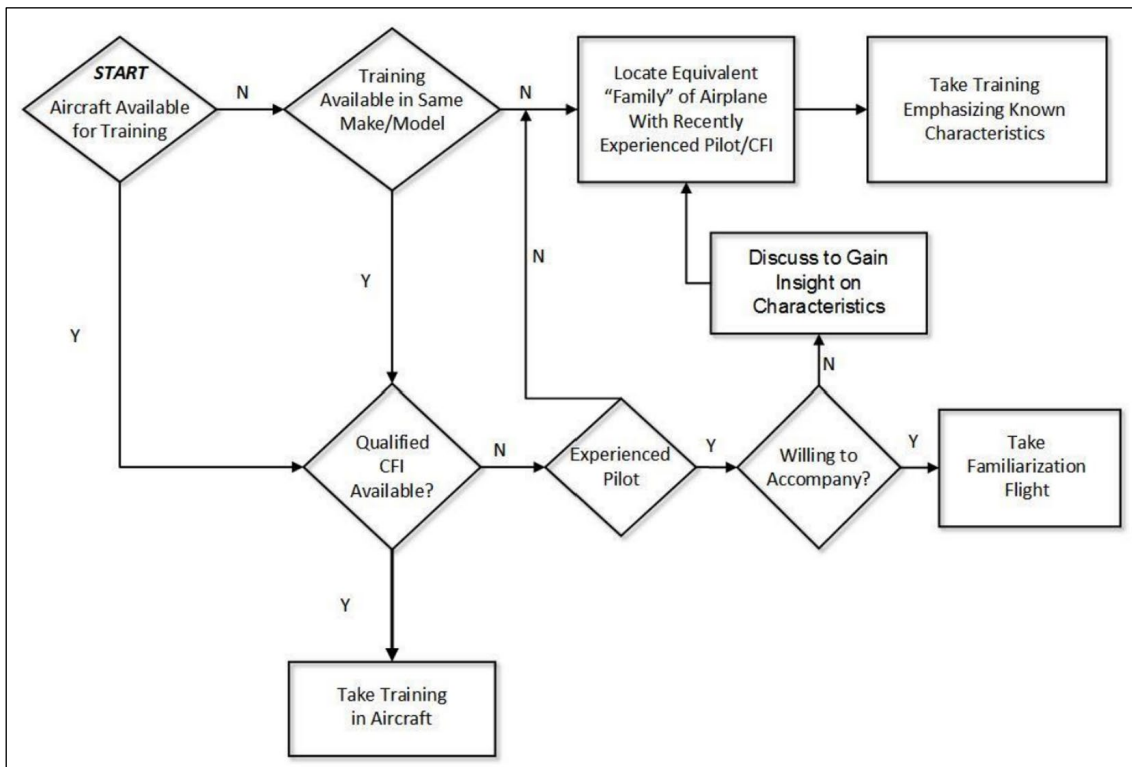 START
Aircraft Available
for Training
N
Training
Available in Same
Make/Model
N
Locate Equivalent
“Family” of Airplane
With Recently
Experienced Pilot/CFI
Take Training
Emphasizing Known
Characteristics
Y
Y
N
Discuss to Gain
Insight on
Characteristics
N
Qualified
CFI
Available?
N
Experienced
Pilot
Y
Willing to
Accompany?
Y
Take
Familiarization
Flight
Y
Take Training
in Aircraft